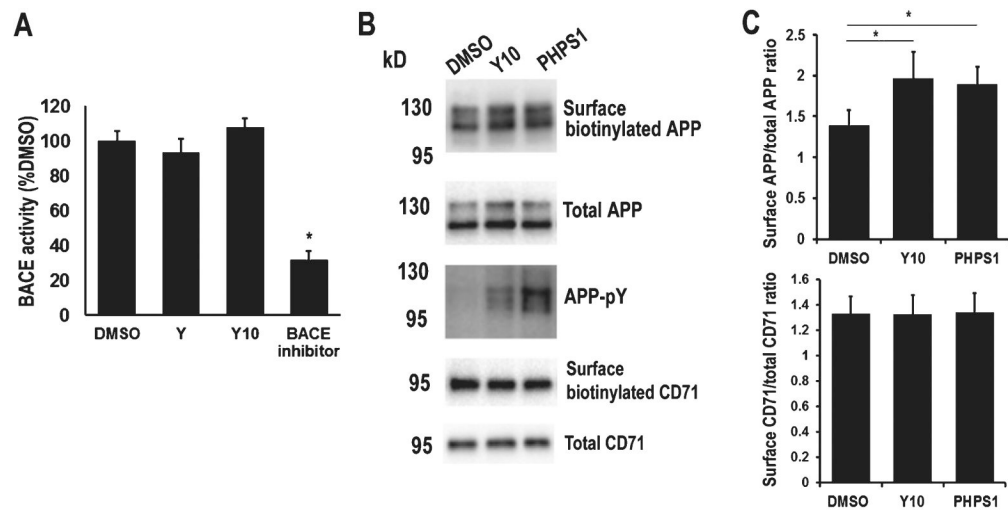 A
BACE activity (%DMSO)
120
100
80
60
40
20
0
*
DMSO
Y
Y10
BACE
inhibitor
B
kD
DMSO
Y10
PHPS1
130
95
Surface
biotinylated APP
130
Total APP
130
95
APP-pY
95
Surface
biotinylated CD71
95
Total CD71
C
Surface APP/total APP ratio
2.5
2
1.5
1
0.5
0
*
*
DMSO
Y10
PHPS1
Surface CD71/total CD71 ratio
1.6
1.4
1.2
1
0.8
0.6
0.4
0.2
0
DMSO
Y10
PHPS1